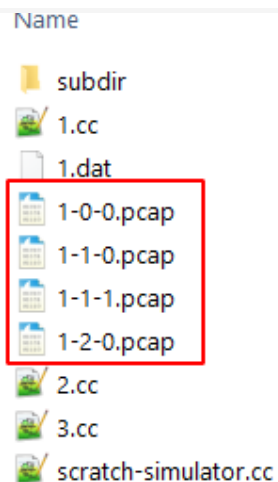 Name
subdir
1.cc
1.dat
1-0-0.pcap
1-1-0.pcap
1-1-1.pcap
1-2-0.pcap
2.cc
3.cc
scratch-simulator.cc